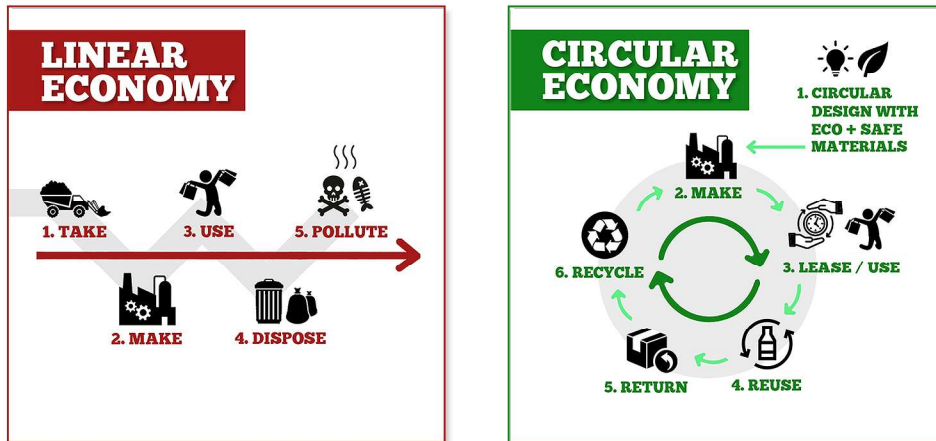 LINEAR
ECONOMY
1. TAKE
3. USE
5. POLLUTE
2. MAKE
4. DISPOSE
CIRCULAR
ECONOMY
1. CIRCULAR
DESIGN WITH
ECO + SAFE
MATERIALS
2. MAKE
3. LEASE / USE
4. REUSE
5. RETURN
6. RECYCLE